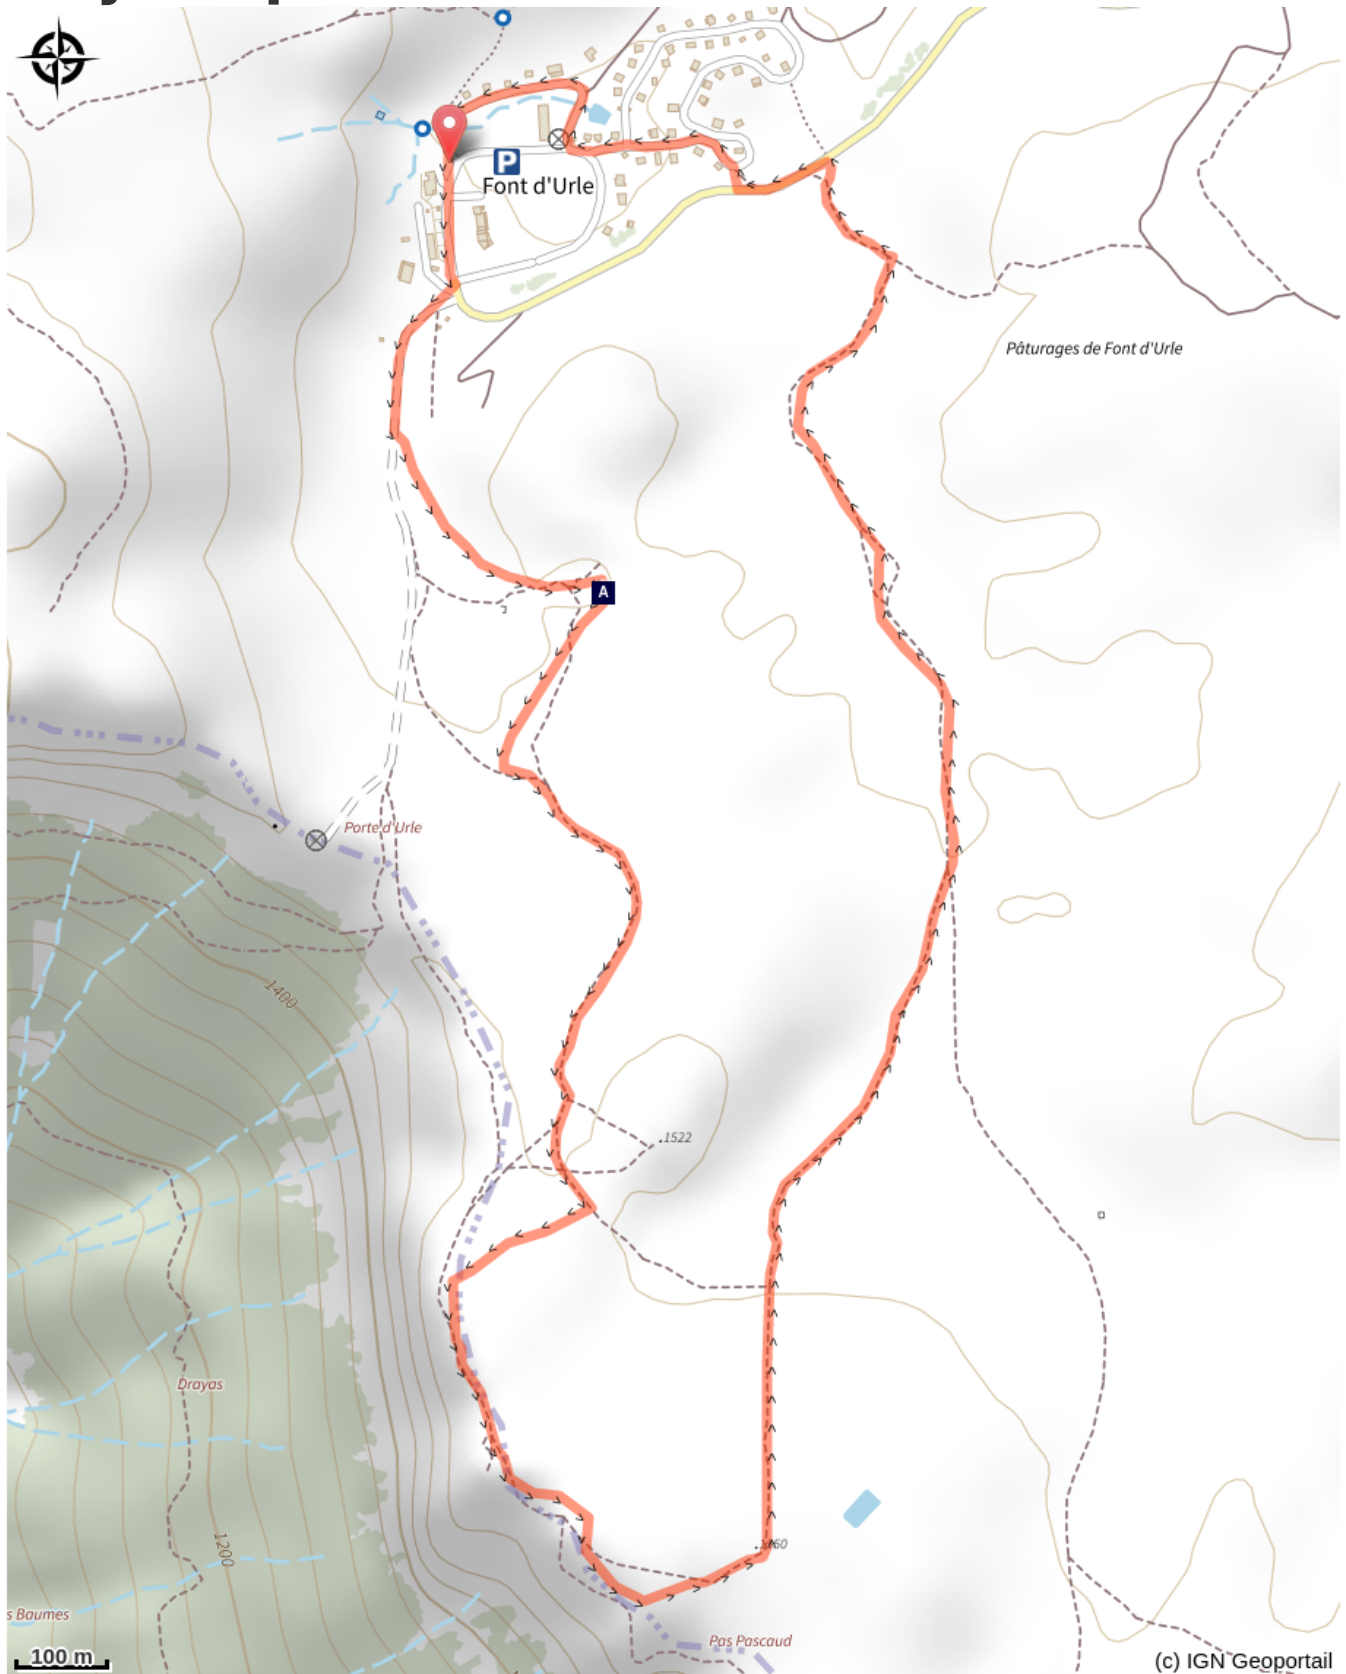 P
Font d'Urle
Pâturages de Font d'Urle
A
Porte d'Urle
1400
.1522
Drayas
1200
s Baumes
Pas Pascaud
100 m
(c) IGN Geoportail